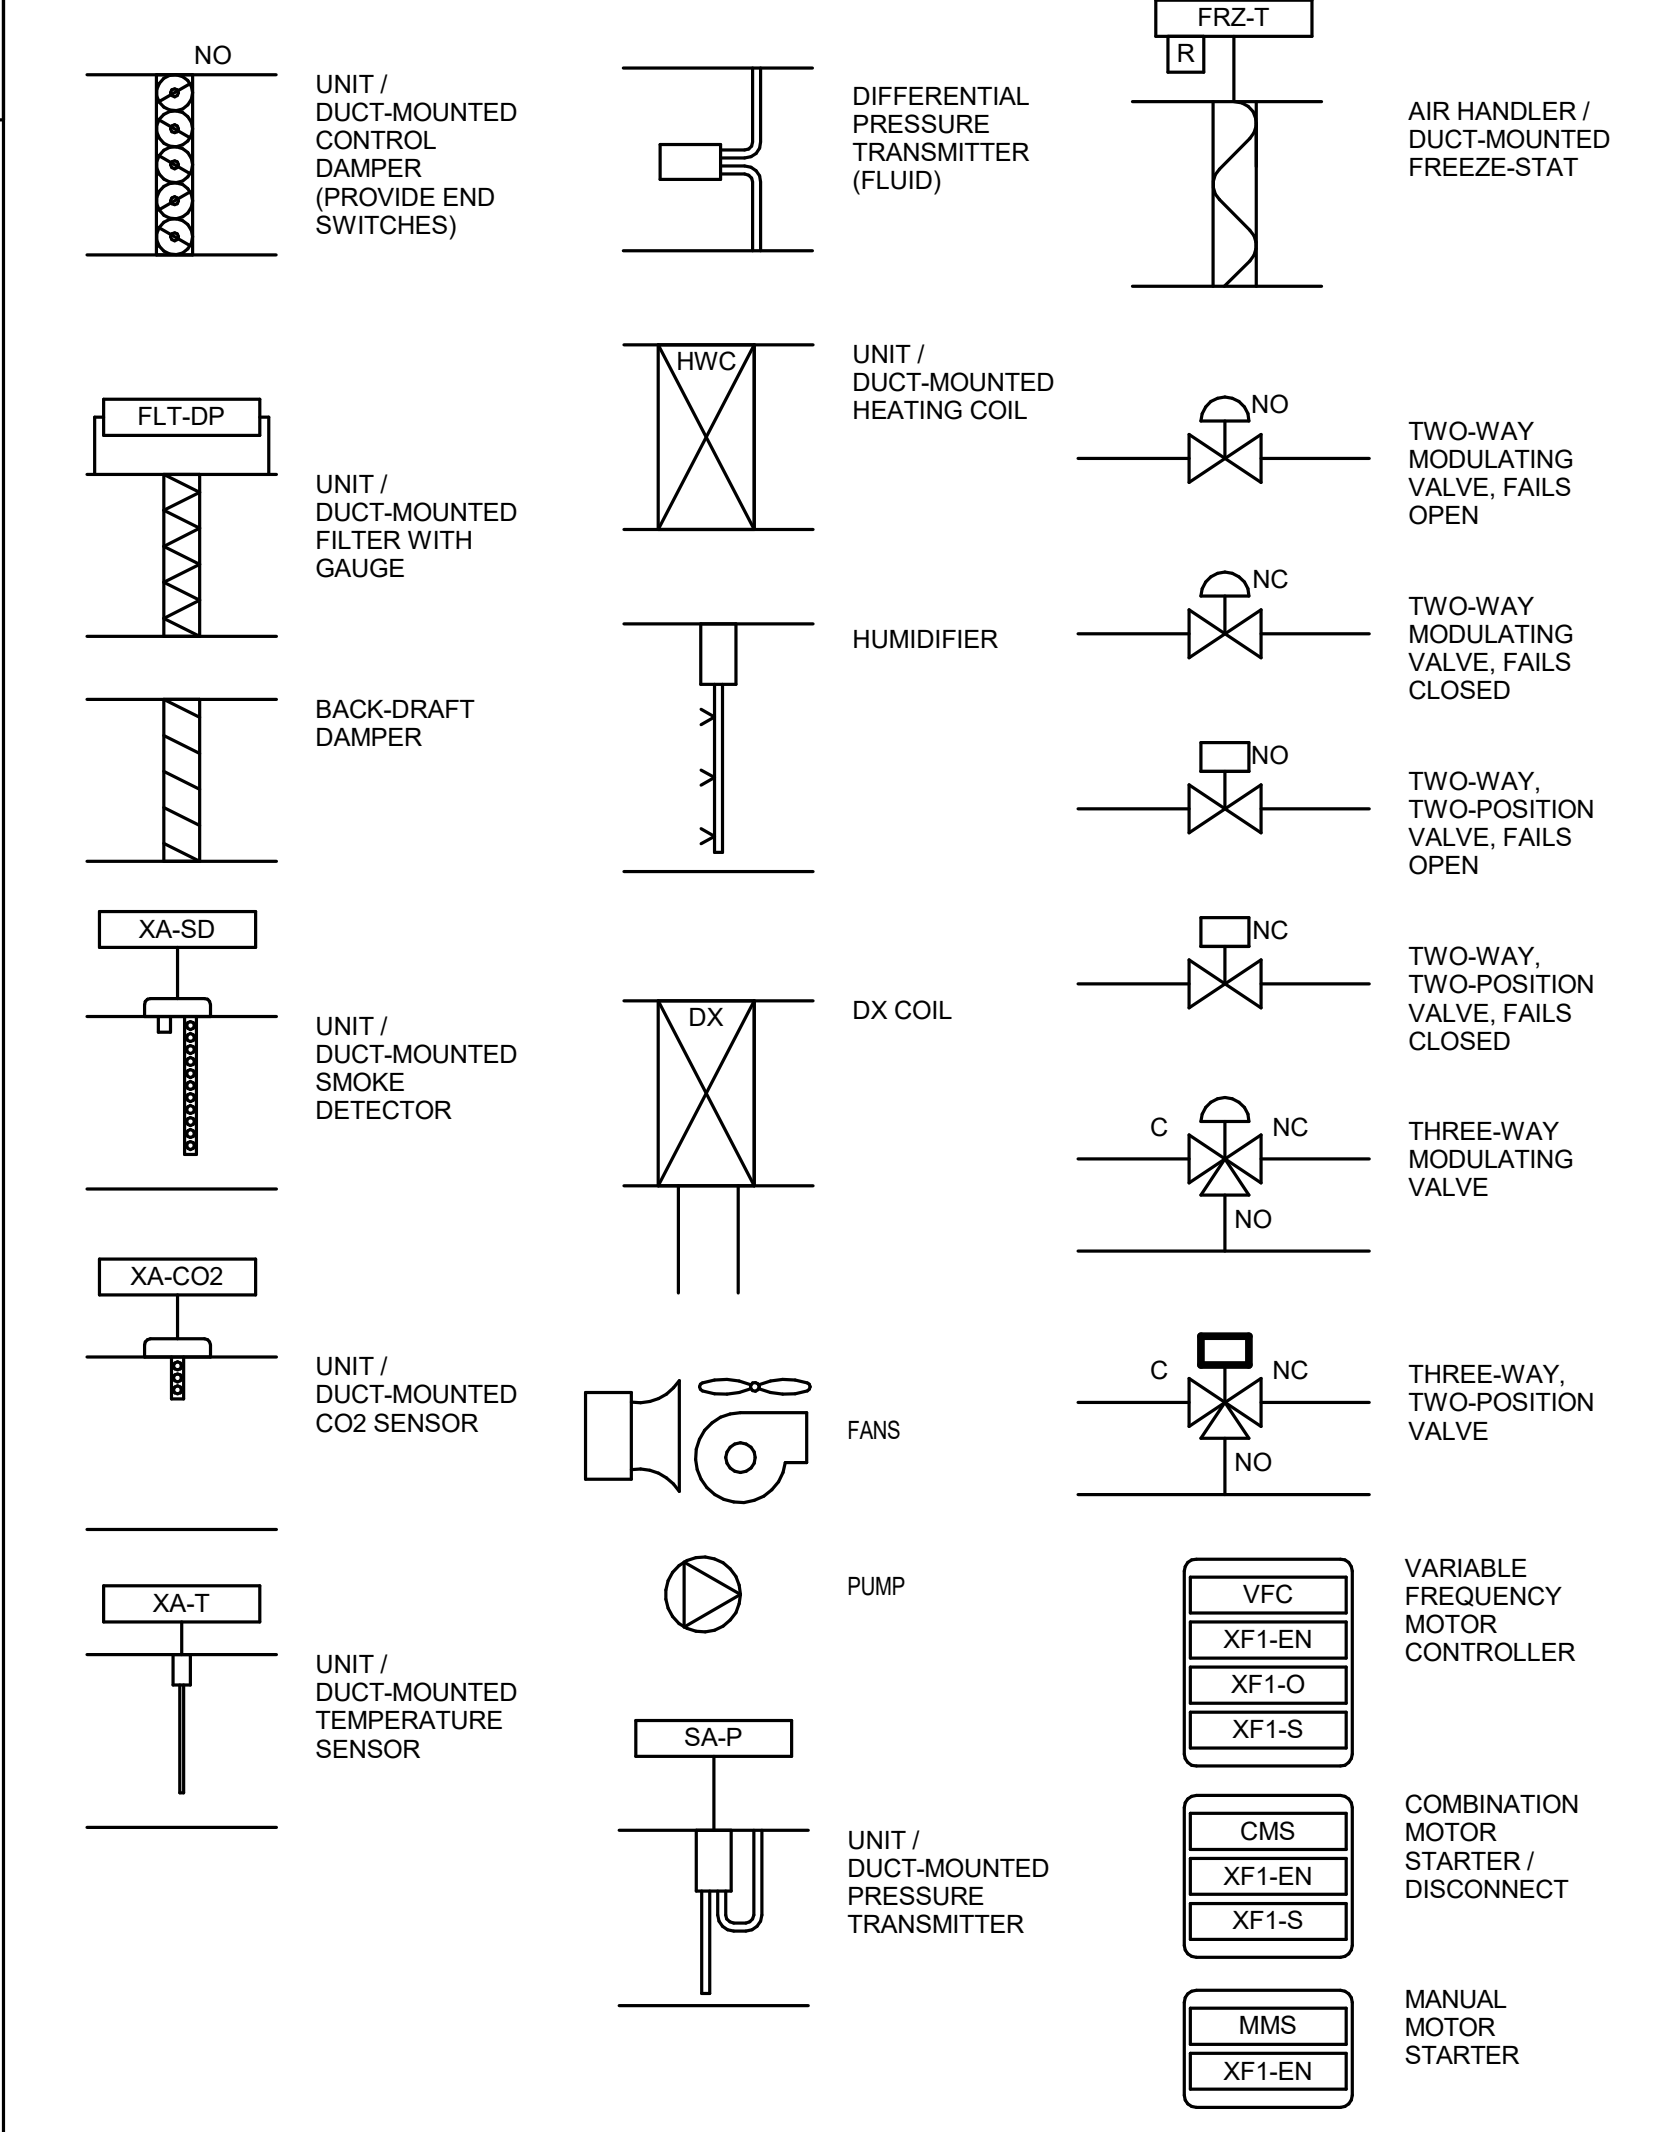 NO
UNIT /
DUCT-MOUNTED
CONTROL
DAMPER
(PROVIDE END
SWITCHES)
FLT-DP
UNIT /
DUCT-MOUNTED
FILTER WITH
GAUGE
BACK-DRAFT
DAMPER
XA-SD
UNIT /
DUCT-MOUNTED
SMOKE
DETECTOR
XA-CO2
UNIT /
DUCT-MOUNTED
CO2 SENSOR
XA-T
UNIT /
DUCT-MOUNTED
TEMPERATURE
SENSOR
DIFFERENTIAL
PRESSURE
TRANSMITTER
(FLUID)
HWC
UNIT /
DUCT-MOUNTED
HEATING COIL
HUMIDIFIER
DX
DX COIL
FANS
PUMP
SA-P
UNIT /
DUCT-MOUNTED
PRESSURE
TRANSMITTER
FRZ-T
R
AIR HANDLER /
DUCT-MOUNTED
FREEZE-STAT
NO
TWO-WAY
MODULATING
VALVE, FAILS
OPEN
NC
TWO-WAY
MODULATING
VALVE, FAILS
CLOSED
NO
TWO-WAY,
TWO-POSITION
VALVE, FAILS
OPEN
NC
TWO-WAY,
TWO-POSITION
VALVE, FAILS
CLOSED
C NC
NO
THREE-WAY
MODULATING
VALVE
C NC
NO
THREE-WAY,
TWO-POSITION
VALVE
VFC
XF1-EN
XF1-O
XF1-S
VARIABLE
FREQUENCY
MOTOR
CONTROLLER
CMS
XF1-EN
XF1-S
COMBINATION
MOTOR
STARTER /
DISCONNECT
MMS
XF1-EN
MANUAL
MOTOR
STARTER